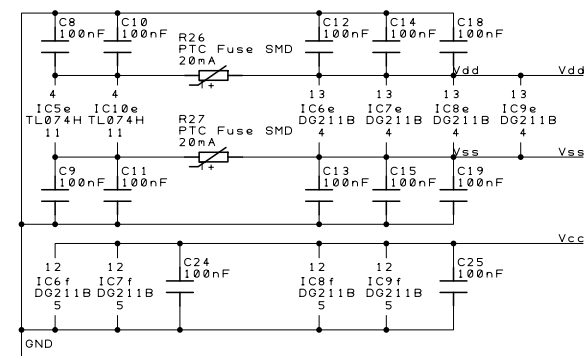 C8
100nF
C10
100nF
R26
PTC Fuse SMD
20mA
+
C12
100nF
C14
100nF
C18
100nF
Vdd
Vdd
4
IC5e
TL074H
11
4
IC10e
TL074H
11
13
IC6e
DG211B
4
13
IC7e
DG211B
4
13
IC8e
DG211B
4
13
IC9e
DG211B
4
R27
PTC Fuse SMD
20mA
+
Vss
Vss
C9
100nF
C11
100nF
C13
100nF
C15
100nF
C19
100nF
Vcc
12
IC6f
DG211B
5
12
IC7f
DG211B
5
C24
100nF
12
IC8f
DG211B
5
12
IC9f
DG211B
5
C25
100nF
GND